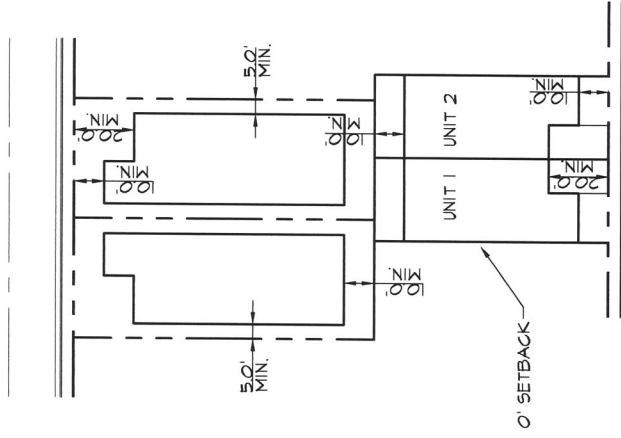 5.0'
MIN.
20.0'
MIN.
10.0'
MIN.
10.0'
MIN.
10.0'
MIN.
UNIT 2
UNIT 1
20.0'
MIN.
10.0'
MIN.
5.0'
MIN.
0' SETBACK